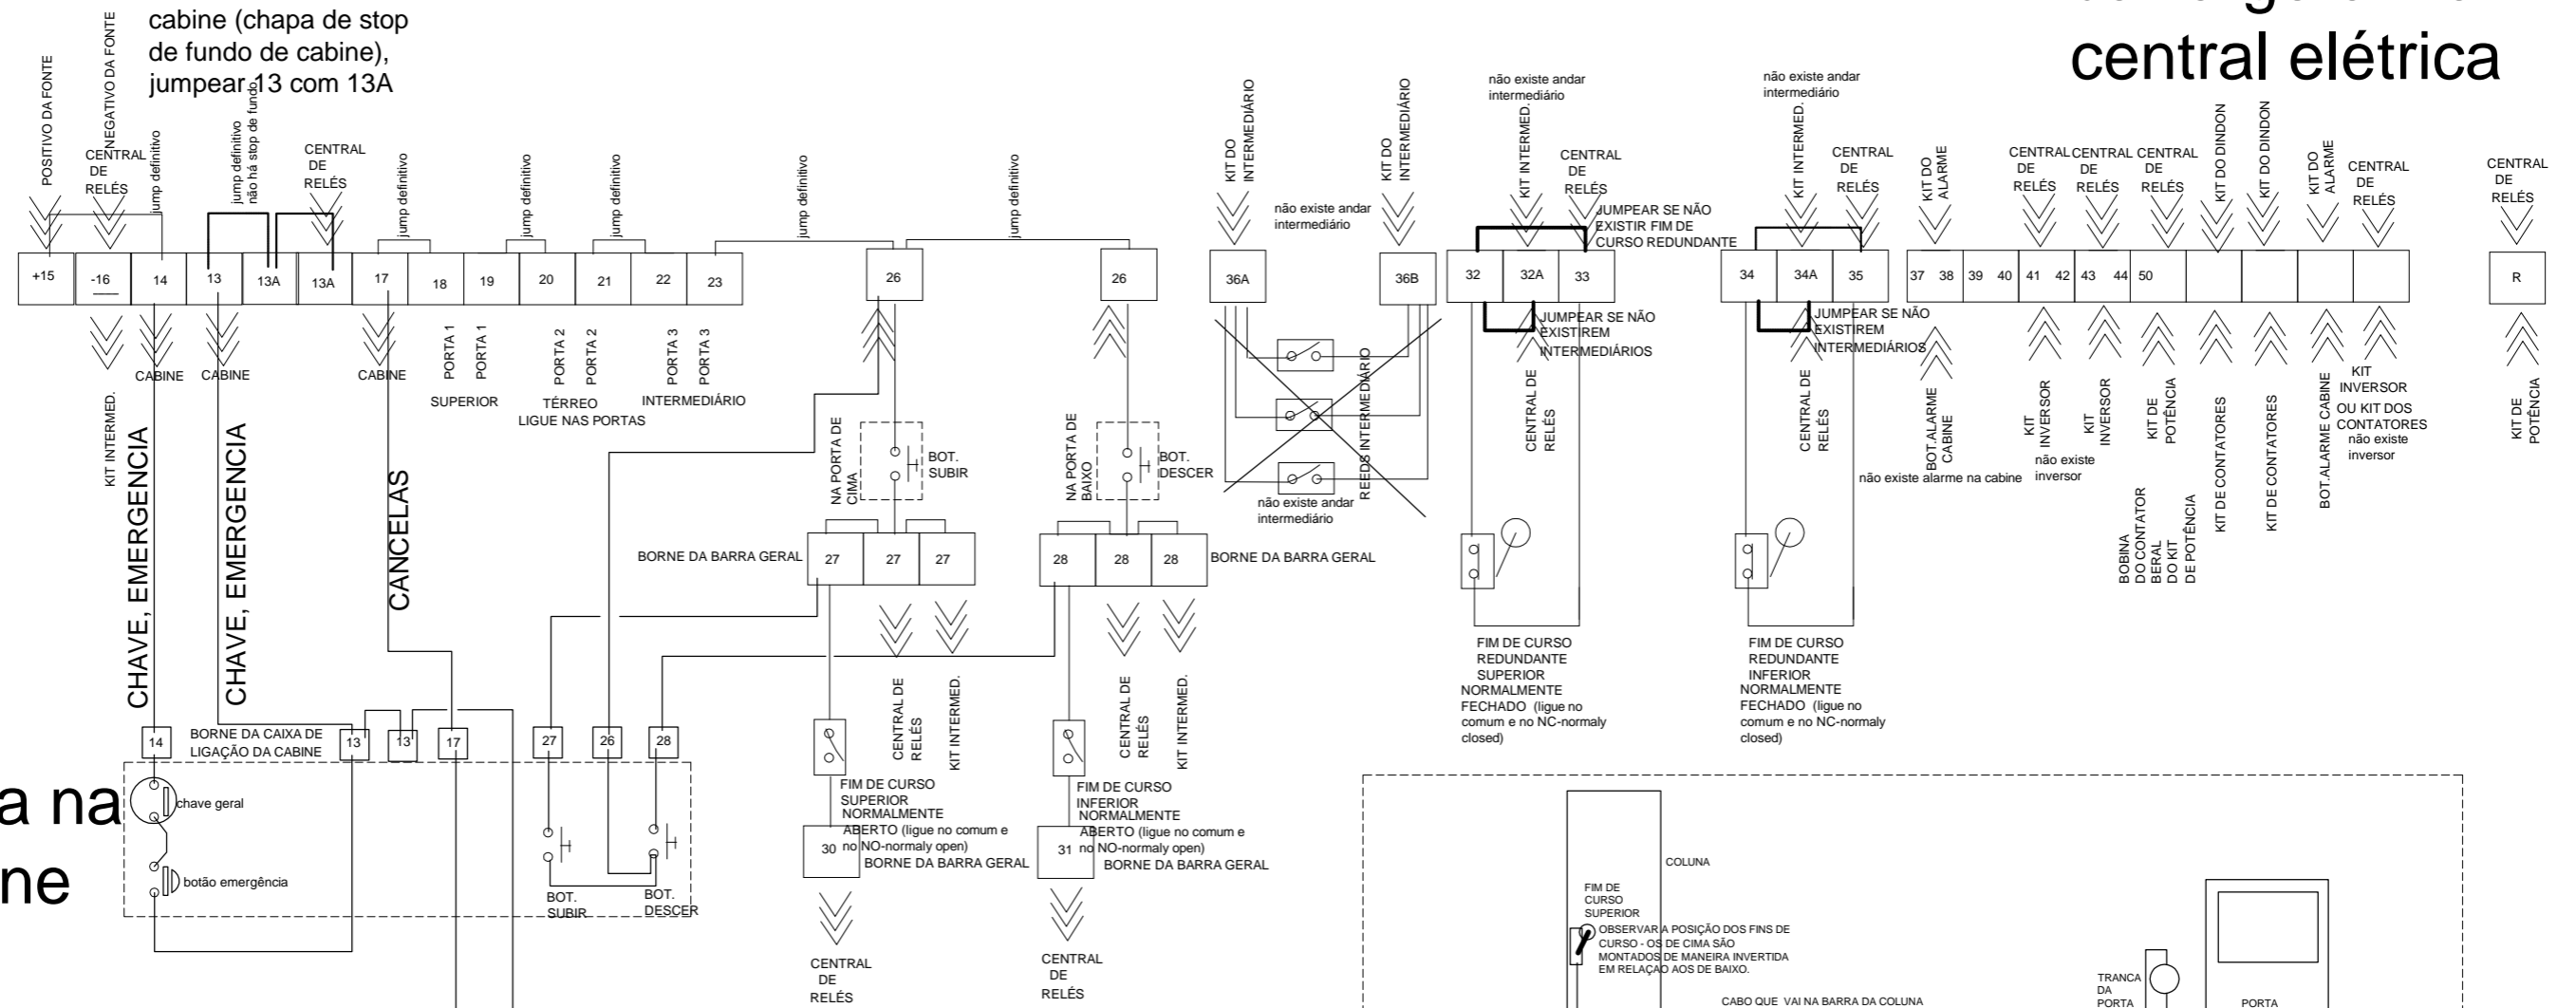 cabine (chapa de stop
de fundo de cabine),
jumpear 13 com 13A
central elétrica
POSITIVO DA FONTE
NEGATIVO DA FONTE
CENTRAL
DE
RELÉS
jump definitivo
jump definitivo
não há stop de fundo
CENTRAL
DE
RELÉS
jump definitivo
jump definitivo
jump definitivo
jump definitivo
jump definitivo
KIT DO
INTERMEDIÁRIO
não existe andar
intermediário
KIT DO
INTERMEDIÁRIO
não existe andar
intermediário
KIT INTERMED.
CENTRAL
DE
RELÉS
JUMPEAR SE NÃO
EXISTIR FIM DE
CURSO REDUNDANTE
não existe andar
intermediário
KIT INTERMED.
CENTRAL
DE
RELÉS
KIT DO
ALARME
CENTRAL
DE
RELÉS
CENTRAL
DE
RELÉS
CENTRAL
DE
RELÉS
KIT DO DINDON
KIT DO DINDON
KIT DO
ALARME
CENTRAL
DE
RELÉS
CENTRAL
DE
RELÉS
+15
-16
14
13
13A
13A
17
18
19
20
21
22
23
26
26
36A
36B
32
32A
33
34
34A
35
37
38
39
40
41
42
43
44
50
R
KIT INTERMED.
CABINE
CABINE
CABINE
PORTA 1
PORTA 1
SUPERIOR
PORTA 2
PORTA 2
TÉRREO
LIGUE NAS PORTAS
PORTA 3
PORTA 3
INTERMEDIÁRIO
CHAVE, EMERGENCIA
CHAVE, EMERGENCIA
CANCELAS
NA PORTA DE
CIMA
BOT.
SUBIR
NA PORTA DE
BAIXO
BOT.
DESCER
REEDS INTERMEDIÁRIO
não existe andar
intermediário
JUMPEAR SE NÃO
EXISTIREM
INTERMEDIÁRIOS
CENTRAL DE
RELÉS
JUMPEAR SE NÃO
EXISTIREM
INTERMEDIÁRIOS
CENTRAL DE
RELÉS
BOT.ALARME
CABINE
não existe alarme na cabine
KIT
INVERSOR
não existe
inversor
KIT
INVERSOR
KIT DE
POTÊNCIA
BOBINA
DO CONTATOR
BERAL
DO KIT
DE POTÊNCIA
KIT DE CONTATORES
KIT DE CONTATORES
BOT.ALARME CABINE
KIT
INVERSOR
OU KIT DOS
CONTATORES
não existe
inversor
KIT DE
POTÊNCIA
BORNE DA BARRA GERAL
27
27
27
28
28
28
BORNE DA BARRA GERAL
CENTRAL DE
RELÉS
KIT INTERMED.
CENTRAL DE
RELÉS
KIT INTERMED.
FIM DE CURSO
REDUNDANTE
SUPERIOR
NORMALMENTE
FECHADO (ligue no
comum e no NC-normaly
closed)
FIM DE CURSO
REDUNDANTE
INFERIOR
NORMALMENTE
FECHADO (ligue no
comum e no NC-normaly
closed)
14
BORNE DA CAIXA DE
LIGAÇÃO DA CABINE
13
13
17
27
26
28
a na
ne
chave geral
botão emergência
BOT.
SUBIR
BOT.
DESCER
FIM DE CURSO
SUPERIOR
NORMALMENTE
ABERTO (ligue no comum e
no NO-normaly open)
30
BORNE DA BARRA GERAL
CENTRAL
DE
RELÉS
FIM DE CURSO
INFERIOR
NORMALMENTE
ABERTO (ligue no comum e
no NO-normaly open)
31
BORNE DA BARRA GERAL
CENTRAL
DE
RELÉS
COLUNA
FIM DE
CURSO
SUPERIOR
OBSERVAR A POSIÇÃO DOS FINS DE
CURSO - OS DE CIMA SÃO
MONTADOS DE MANEIRA INVERTIDA
EM RELAÇAO AOS DE BAIXO.
CABO QUE VAI NA BARRA DA COLUNA
TRANCA
DA
PORTA
PORTA